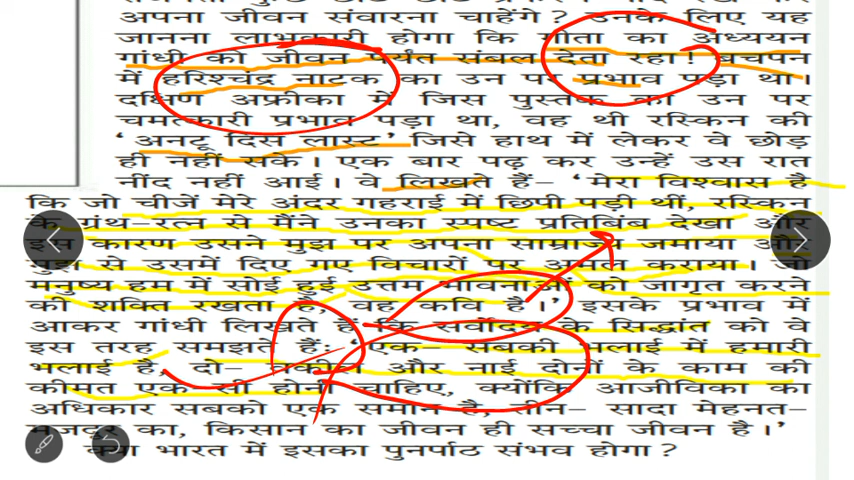 अपना जीवन संवारना चाहेंगे? उनके लिए यह
जानना लाभकारी होगा कि गीता का अध्ययन
गांधी को जीवन पर्यंत संबल देता रहा! बचपन
में हरिश्चंद्र नाटक का उन पर प्रभाव पड़ा था।
दक्षिण अफ्रीका में जिस पुस्तक का उन पर
चमत्कारी प्रभाव पड़ा था, वह थी रस्किन की
‘अनटू दिस लास्ट’ जिसे हाथ में लेकर वे छोड़
ही नहीं सके। एक बार पढ़ कर उन्हें उस रात
नींद नहीं आई। वे लिखते हैं– ‘मेरा विश्वास है
कि जो चीजें मेरे अंदर गहराई में छिपी पड़ी थीं, रस्किन
के ग्रंथ-रत्न से मैंने उनका स्पष्ट प्रतिबिंब देखा और
इस कारण उसने मुझ पर अपना साम्राज्य जमाया और
मुझ से उसमें दिए गए विचारों पर अमल कराया। जो
मनुष्य हम में सोई हुई उत्तम भावनाओं को जागृत करने
की शक्ति रखता है, वह कवि है।’ इसके प्रभाव में
आकर गांधी लिखते हैं कि सर्वोदय के सिद्धांत को वे
इस तरह समझते हैं: ‘एक– सबकी भलाई में हमारी
भलाई है, दो– वकील और नाई दोनों के काम की
कीमत एक सी होनी चाहिए, क्योंकि आजीविका का
अधिकार सबको एक समान है, तीन– सादा मेहनत–
मजदूर का, किसान का जीवन ही सच्चा जीवन है।’
क्या भारत में इसका पुनर्पाठ संभव होगा?